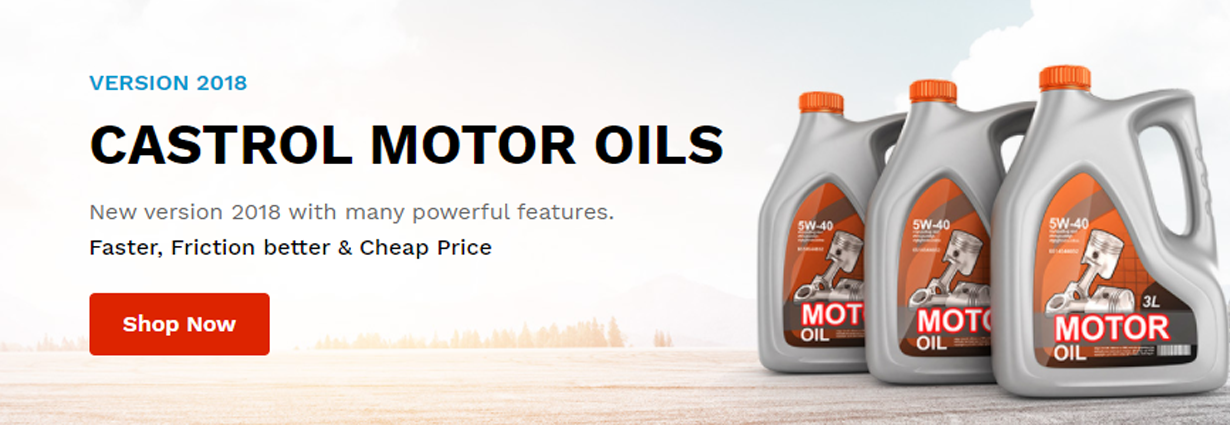 VERSION 2018
CASTROL MOTOR OILS
New version 2018 with many powerful features.
Faster, Friction better & Cheap Price
Shop Now
5W-40
MOTOR
OIL
5W-40
MOTOR
OIL
5W-40
3L
MOTOR
OIL